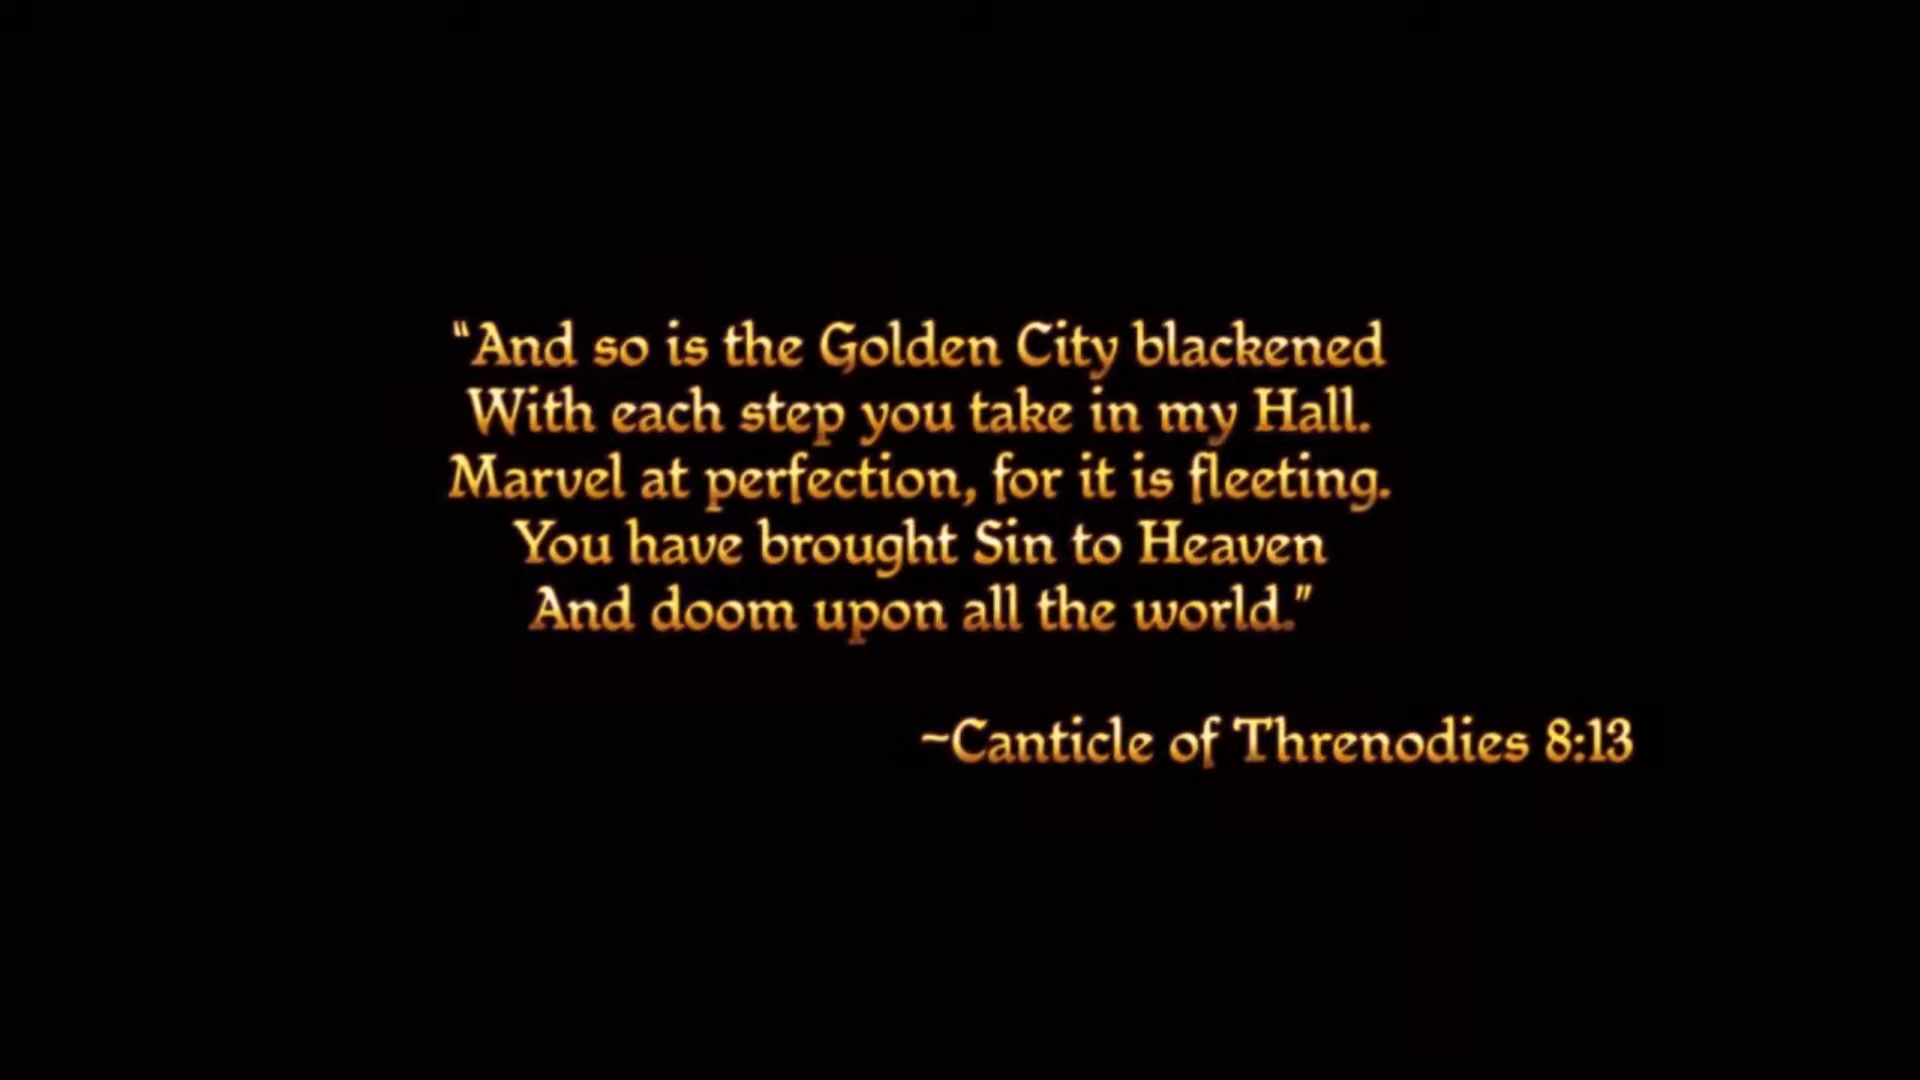 “And so is the Golden City blackened
With each step you take in my Hall.
Marvel at perfection, for it is fleeting.
You have brought Sin to Heaven
And doom upon all the world.”
~Canticle of Threnodies 8:13